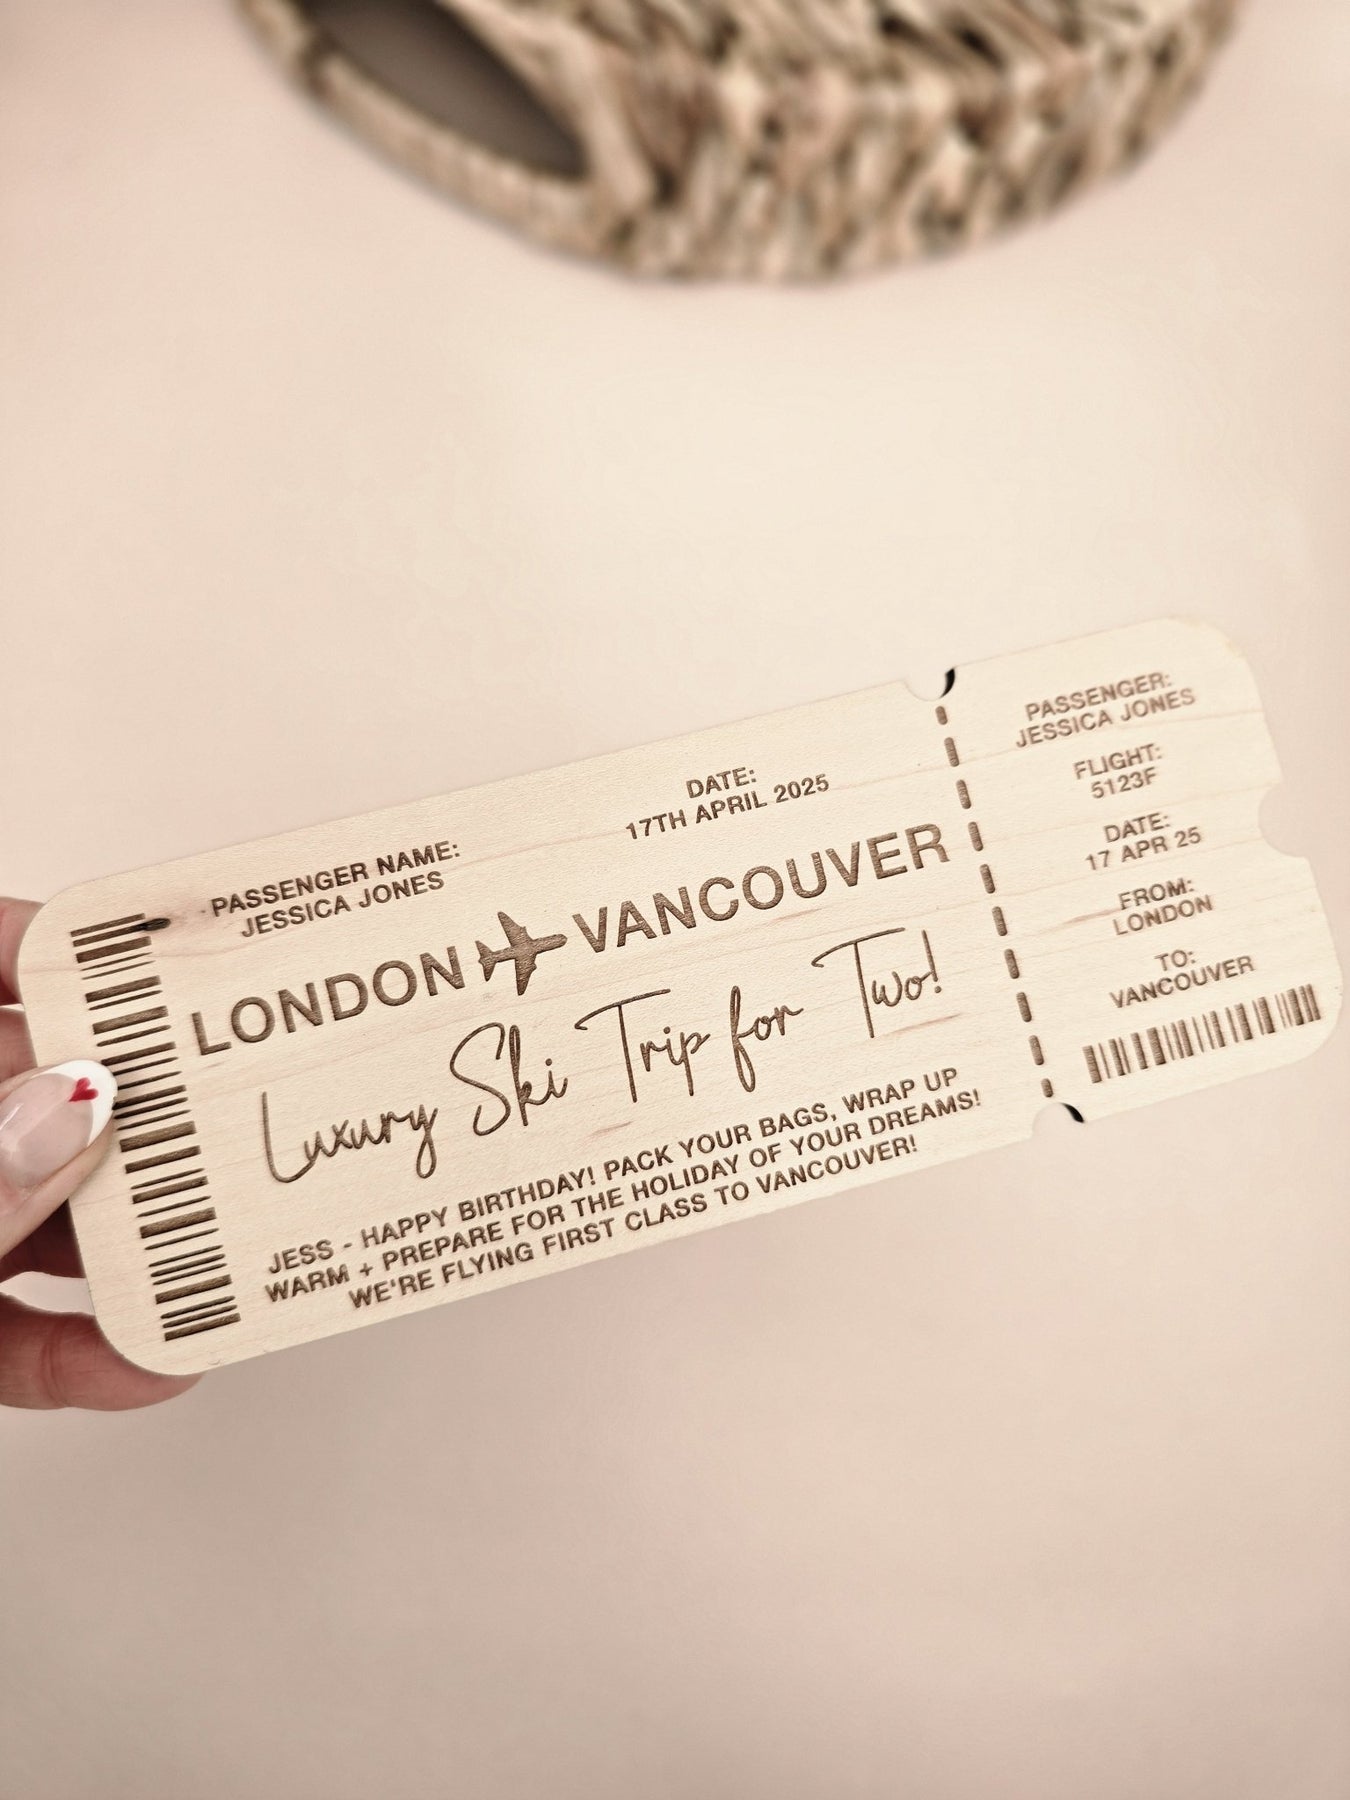 PASSENGER NAME:
JESSICA JONES
DATE:
17TH APRIL 2025
LONDON VANCOUVER
Luxury Ski Trip for Two!
JESS - HAPPY BIRTHDAY! PACK YOUR BAGS, WRAP UP
WARM + PREPARE FOR THE HOLIDAY OF YOUR DREAMS!
WE'RE FLYING FIRST CLASS TO VANCOUVER!
PASSENGER:
JESSICA JONES
FLIGHT:
5123F
DATE:
17 APR 25
FROM:
LONDON
TO:
VANCOUVER